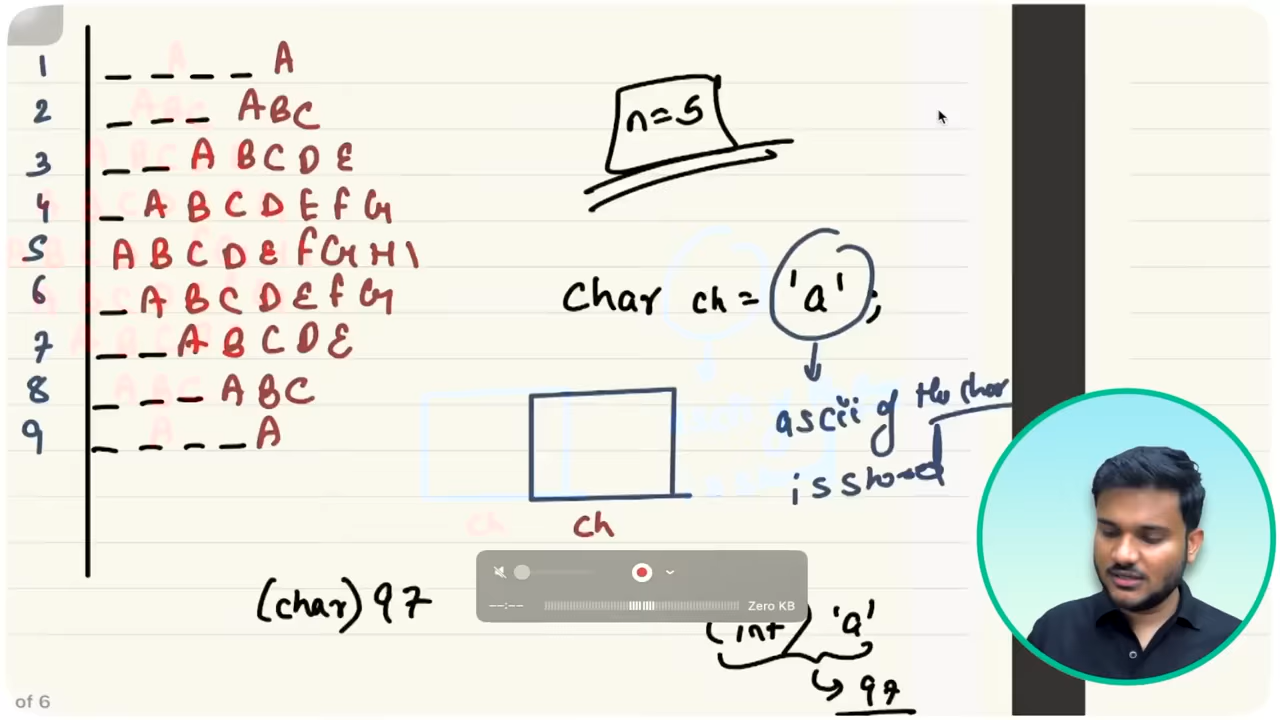 1 _ _ _ _ A
2 _ _ _ A B C
3 _ _ A B C D E
4 _ A B C D E F G
5 A B C D E F G H I
6 _ A B C D E F G
7 _ _ A B C D E
8 _ _ _ A B C
9 _ _ _ _ A
n=5
char ch = 'a';
ascii of the char
is stored
ch
(char) 97
--:-- Zero KB
(int) 'a'
97
of 6